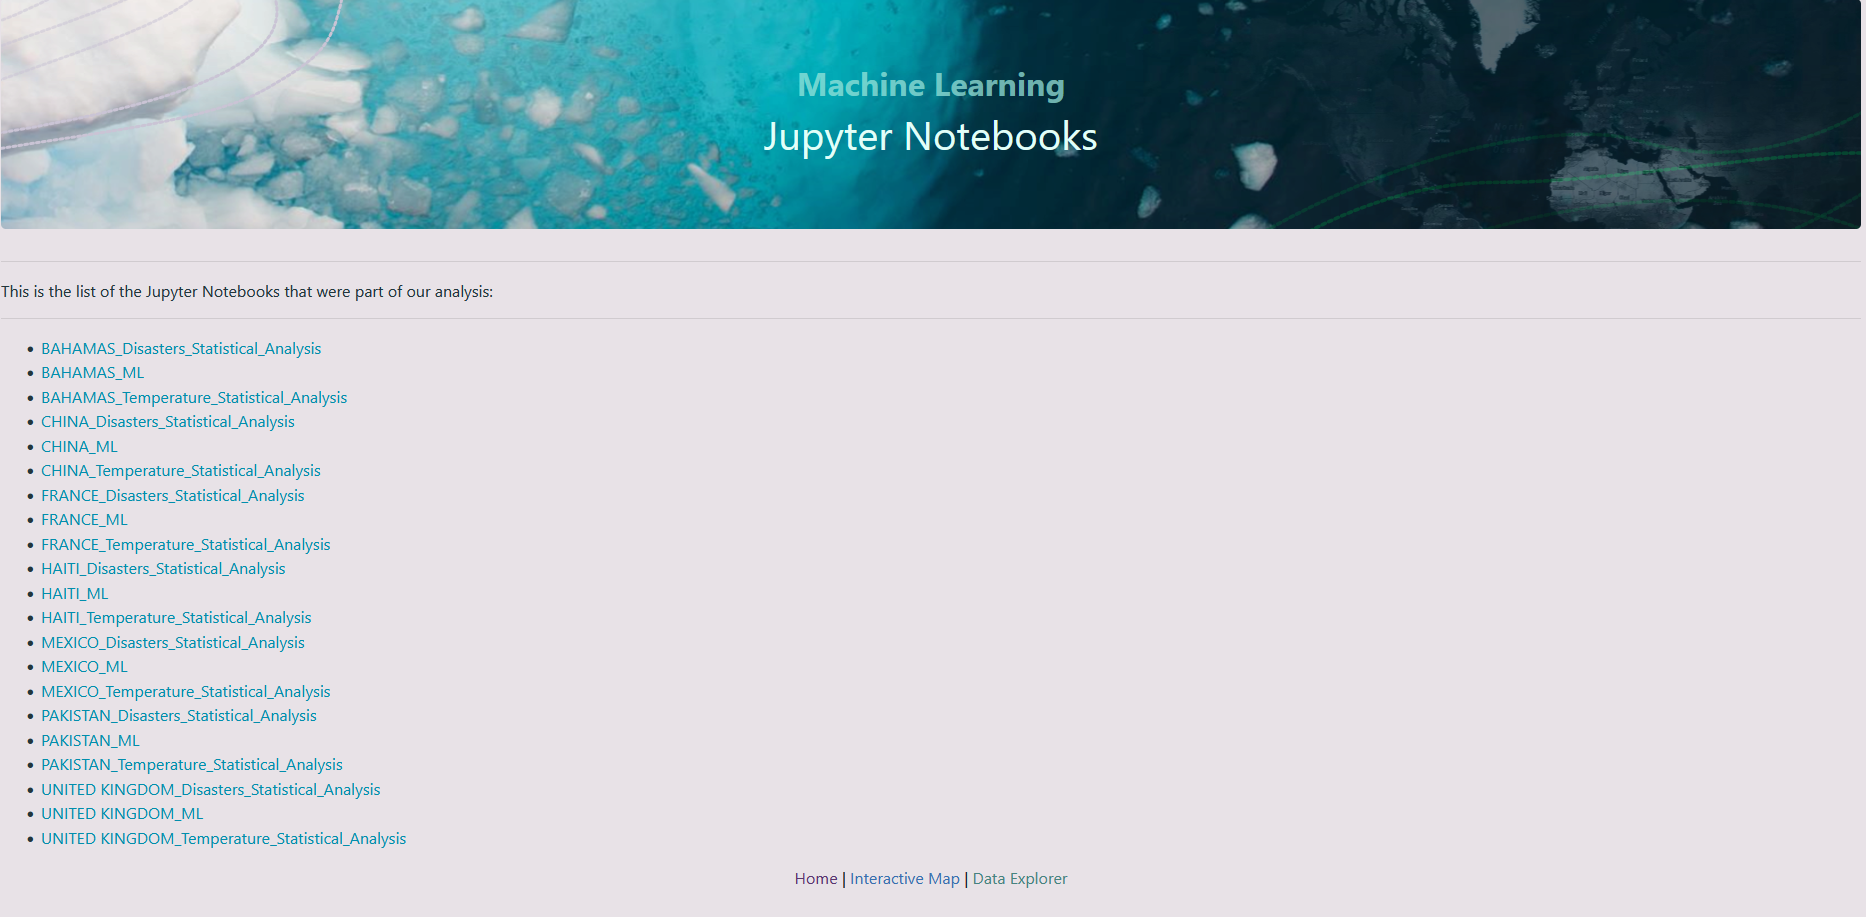 Machine Learning
Jupyter Notebooks
This is the list of the Jupyter Notebooks that were part of our analysis:
BAHAMAS_Disasters_Statistical_Analysis
BAHAMAS_ML
BAHAMAS_Temperature_Statistical_Analysis
CHINA_Disasters_Statistical_Analysis
CHINA_ML
CHINA_Temperature_Statistical_Analysis
FRANCE_Disasters_Statistical_Analysis
FRANCE_ML
FRANCE_Temperature_Statistical_Analysis
HAITI_Disasters_Statistical_Analysis
HAITI_ML
HAITI_Temperature_Statistical_Analysis
MEXICO_Disasters_Statistical_Analysis
MEXICO_ML
MEXICO_Temperature_Statistical_Analysis
PAKISTAN_Disasters_Statistical_Analysis
PAKISTAN_ML
PAKISTAN_Temperature_Statistical_Analysis
UNITED KINGDOM_Disasters_Statistical_Analysis
UNITED KINGDOM_ML
UNITED KINGDOM_Temperature_Statistical_Analysis
Home | Interactive Map | Data Explorer